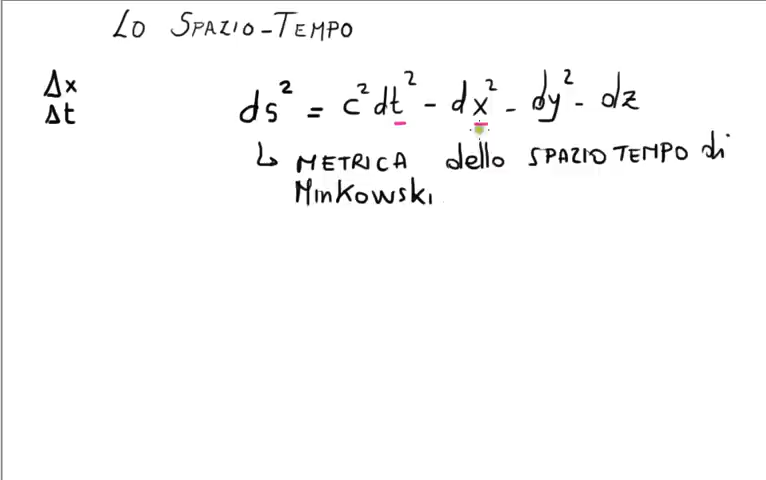 LO SPAZIO-TEMPO
Δx
Δt
ds² = c²dt² - dx² - dy² - dz
↳ METRICA dello SPAZIO TEMPO di
Minkowski